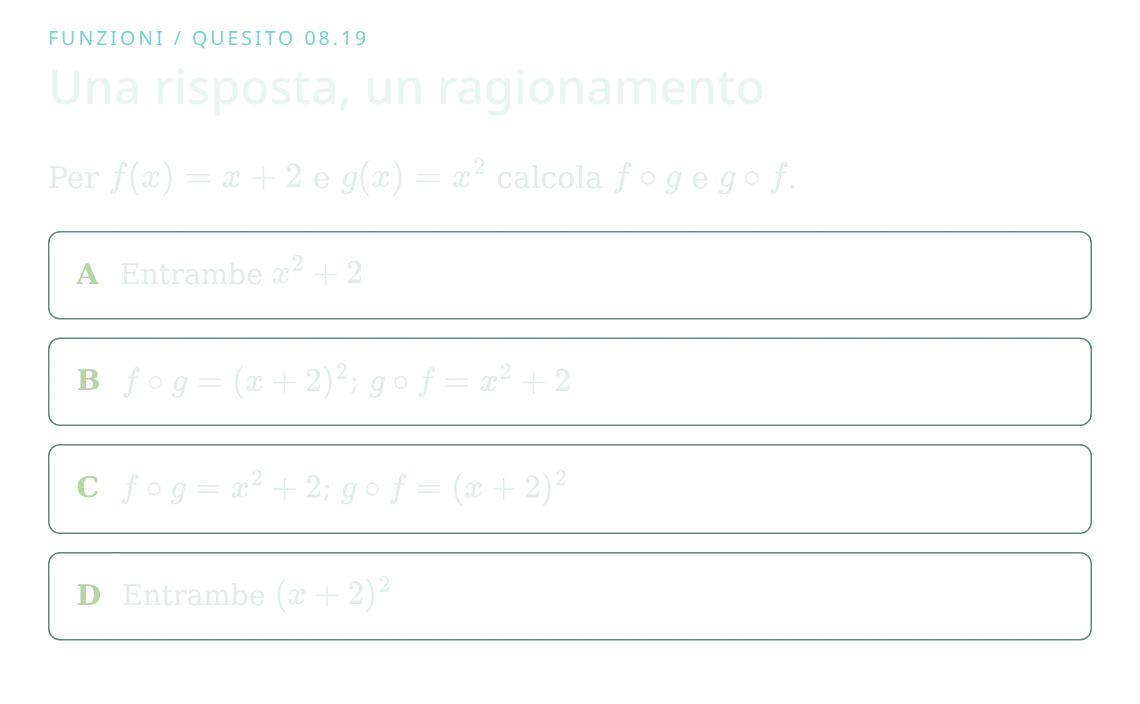 FUNZIONI / QUESITO 08.19
Una risposta, un ragionamento
Per f(x) = x + 2 e g(x) = x² calcola f ∘ g e g ∘ f.
A Entrambe x² + 2
B f ∘ g = (x + 2)²; g ∘ f = x² + 2
C f ∘ g = x² + 2; g ∘ f = (x + 2)²
D Entrambe (x + 2)²